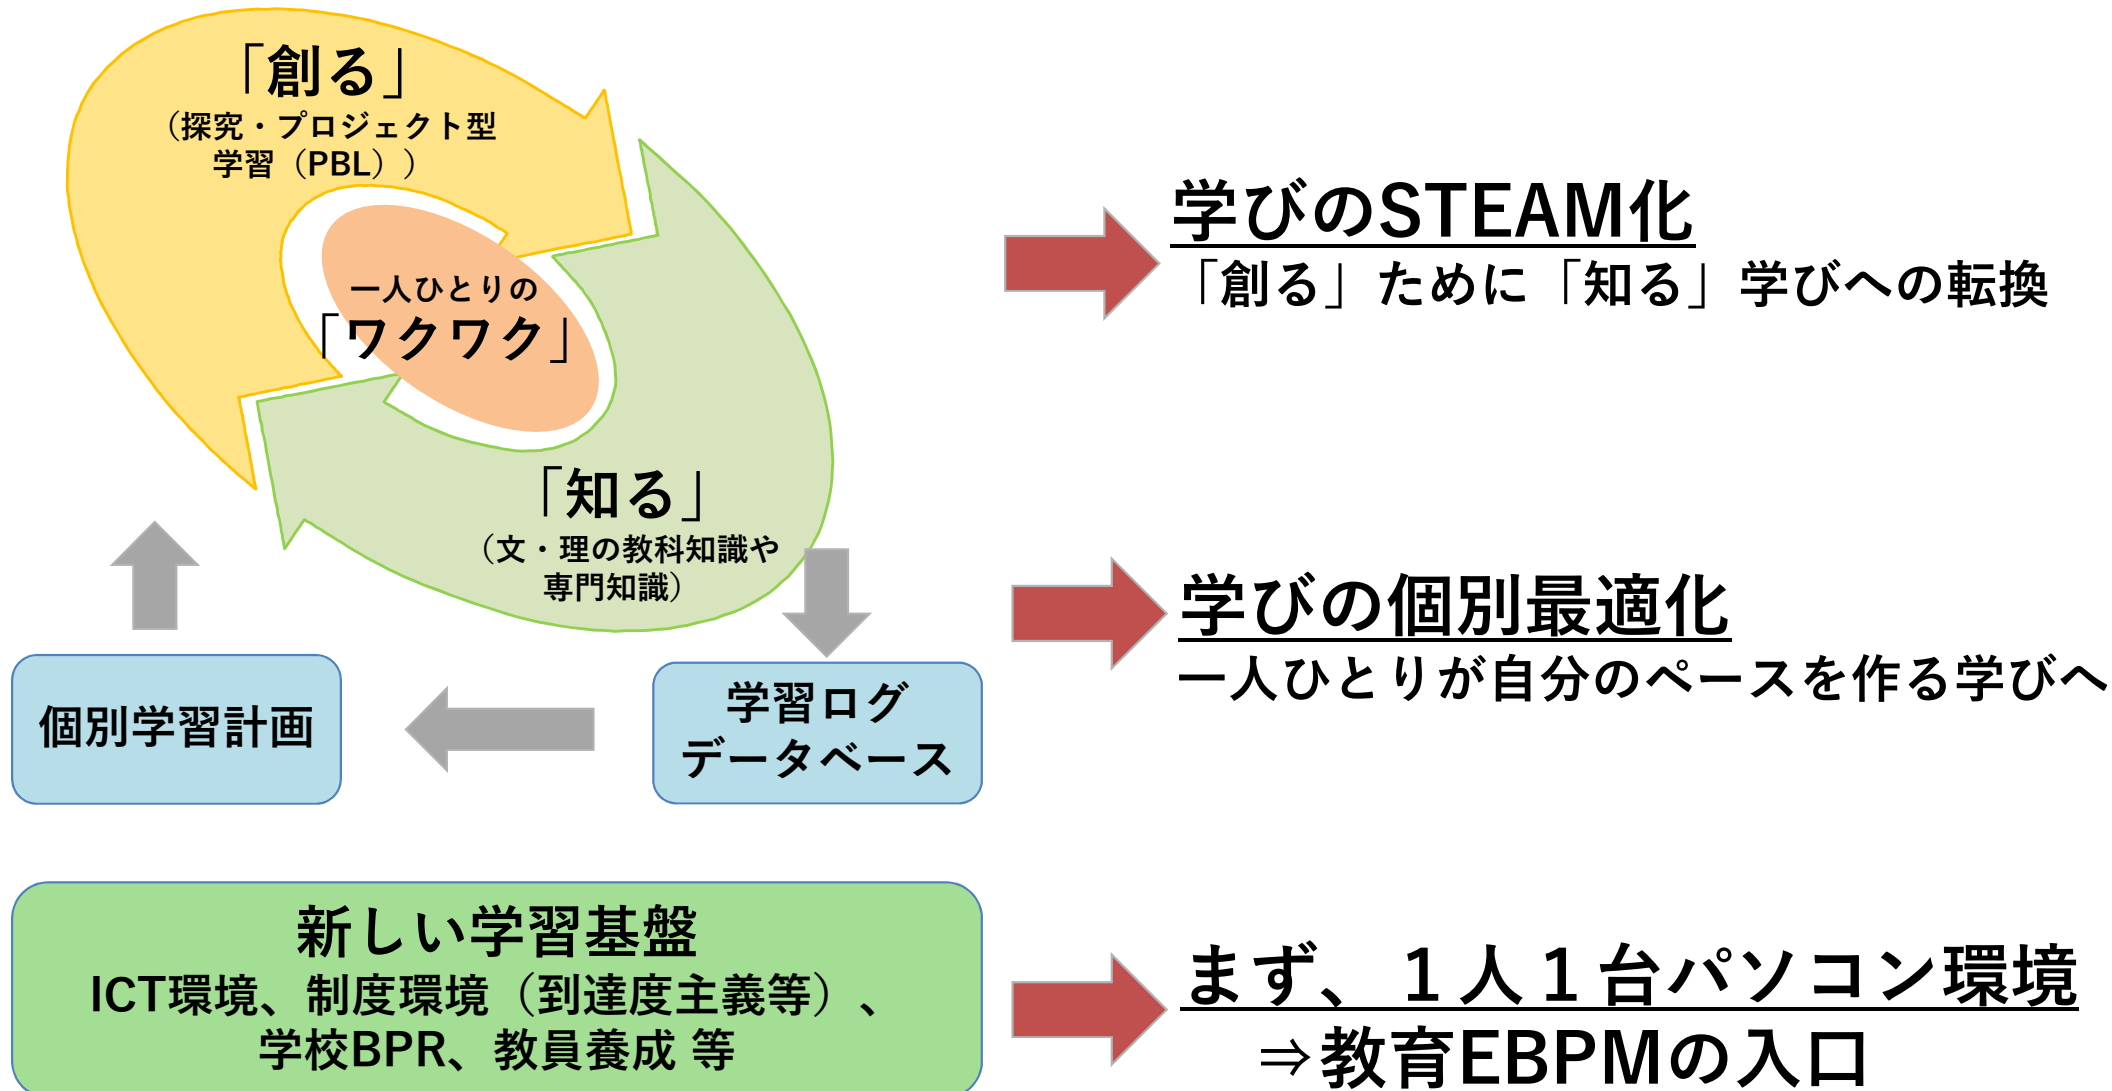 「創る」
（探究・プロジェクト型
学習（PBL））
一人ひとりの
「ワクワク」
「知る」
（文・理の教科知識や
専門知識）
個別学習計画
学習ログ
データベース
新しい学習基盤
ICT環境、制度環境（到達度主義等）、
学校BPR、教員養成 等
学びのSTEAM化
「創る」ために「知る」学びへの転換
学びの個別最適化
一人ひとりが自分のペースを作る学びへ
まず、１人１台パソコン環境
⇒教育EBPMの入口